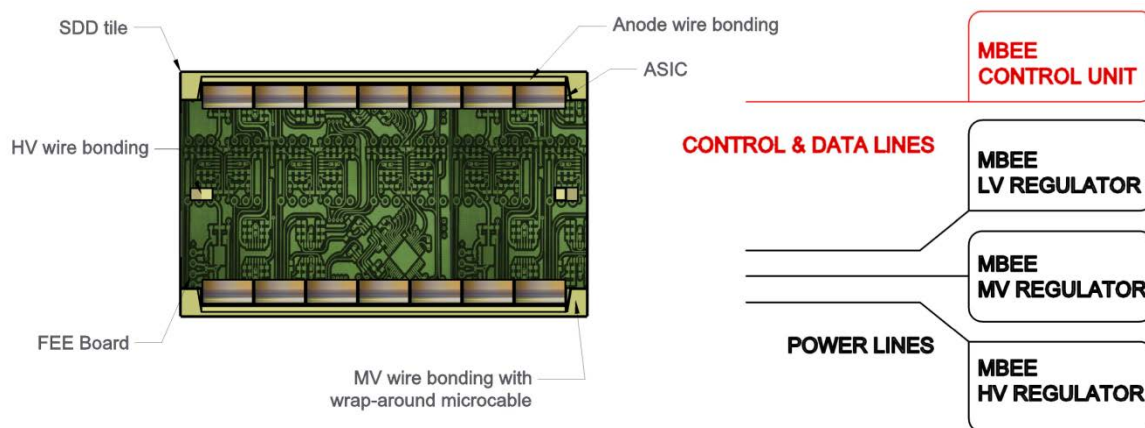 SDD tile
Anode wire bonding
ASIC
HV wire bonding
FEE Board
MV wire bonding with
wrap-around microcable
MBEE
CONTROL UNIT
CONTROL & DATA LINES
MBEE
LV REGULATOR
MBEE
MV REGULATOR
POWER LINES
MBEE
HV REGULATOR